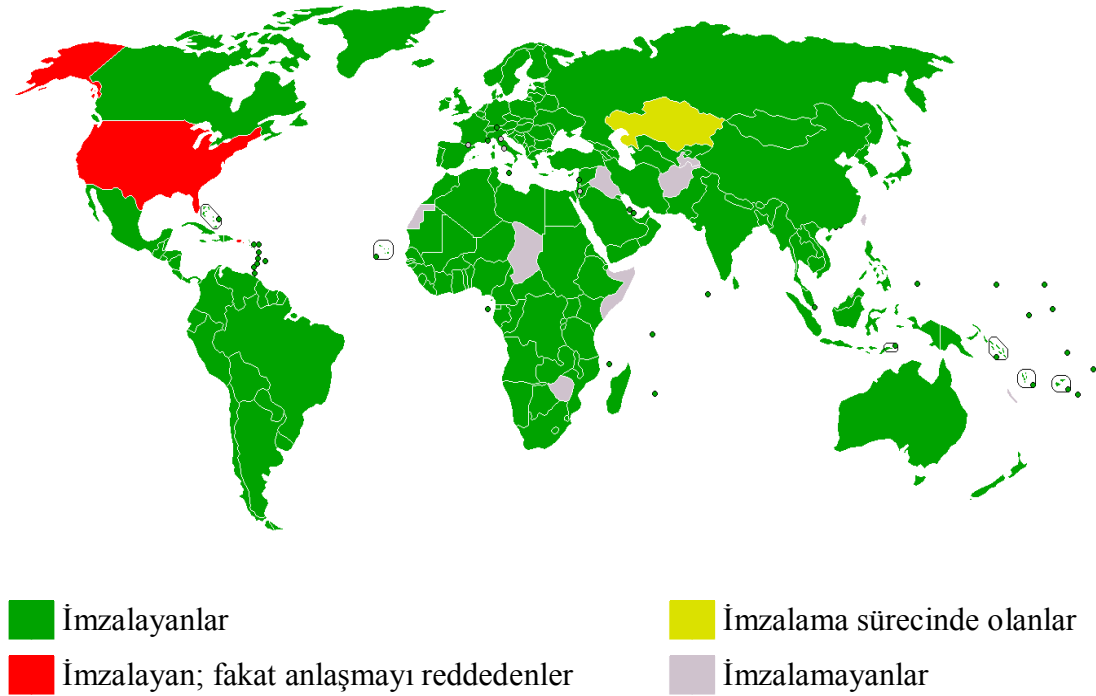 İmzalayanlar
İmzalayan; fakat anlaşmayı reddedenler
İmzalama sürecinde olanlar
İmzalamayanlar